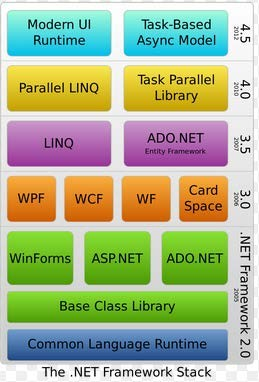 Modern UI
Runtime
Task-Based
Async Model
4.5
2012
Parallel LINQ
Task Parallel
Library
4.0
2010
LINQ
ADO.NET
Entity Framework
3.5
2007
WPF
WCF
WF
Card
Space
3.0
2006
WinForms
ASP.NET
ADO.NET
Base Class Library
Common Language Runtime
.NET Framework 2.0
2005
The .NET Framework Stack